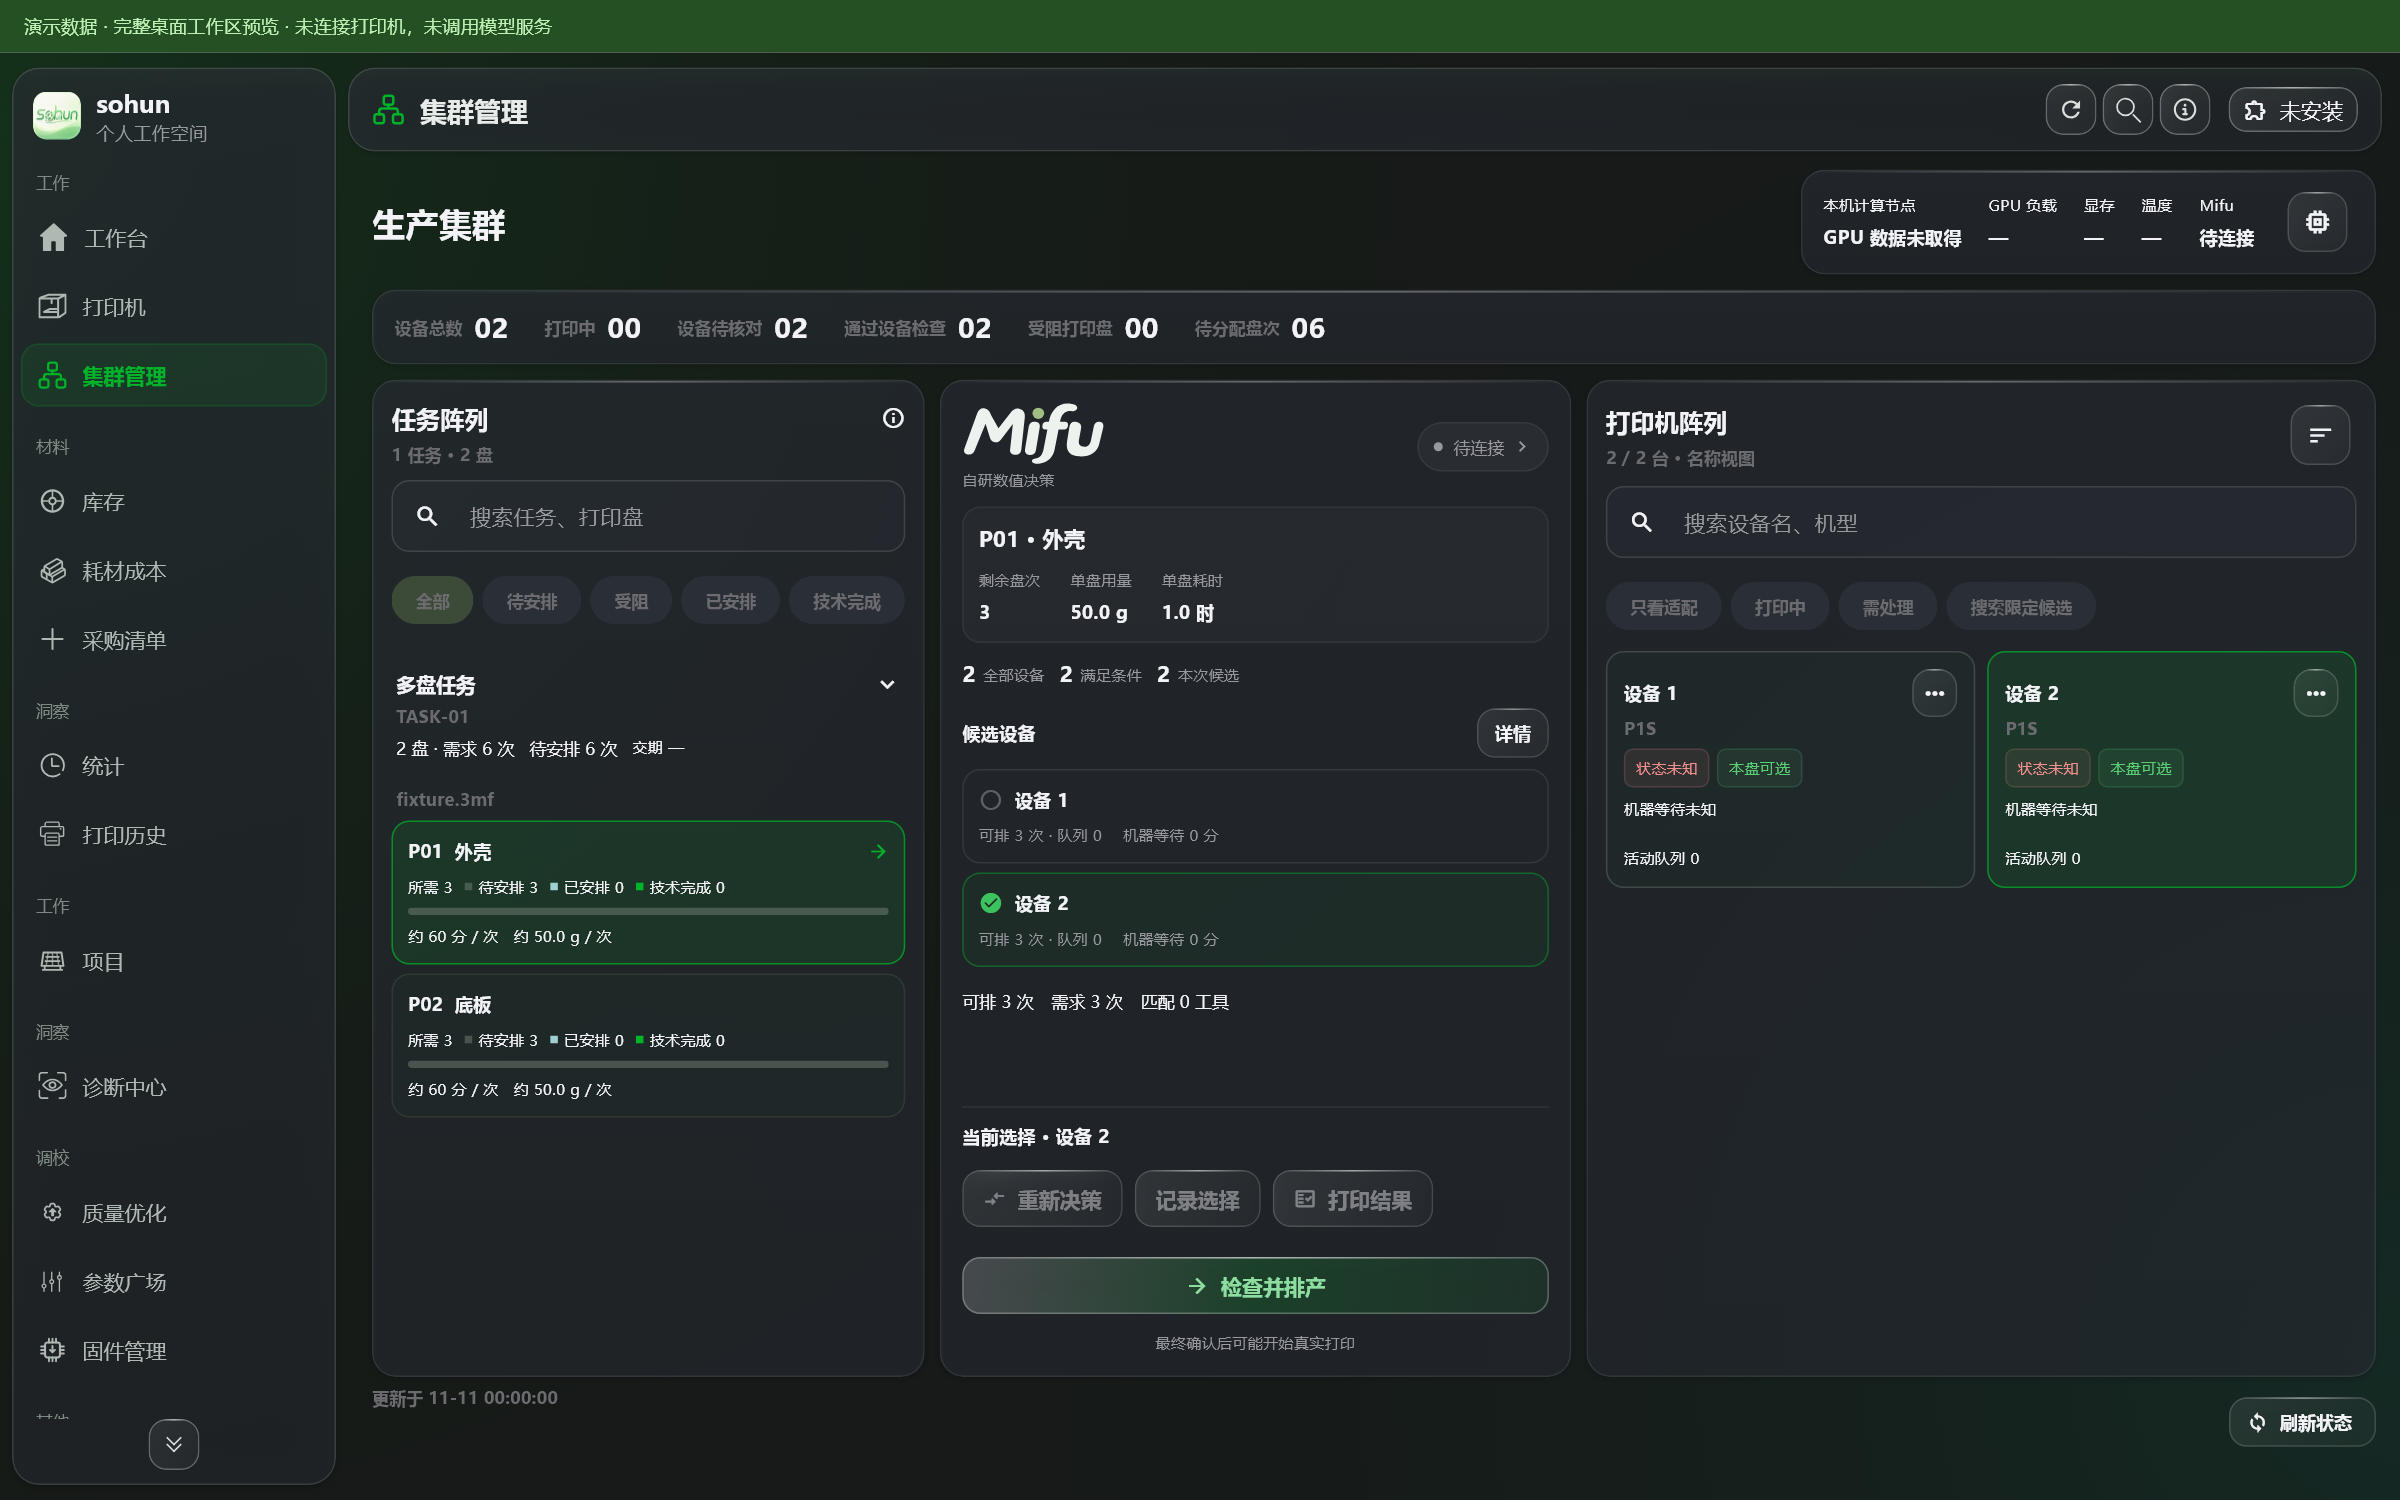 演示数据 · 完整桌面工作区预览 · 未连接打印机，未调用模型服务
Sohun
sohun
个人工作空间
工作
工作台
打印机
集群管理
材料
库存
耗材成本
采购清单
洞察
统计
打印历史
工作
项目
洞察
诊断中心
调校
质量优化
参数广场
固件管理
集群管理
未安装
生产集群
本机计算节点 GPU 负载 显存 温度 Mifu
GPU 数据未取得 — — — 待连接
设备总数 02 打印中 00 设备待核对 02 通过设备检查 02 受阻打印盘 00 待分配盘次 06
任务阵列
1 任务 • 2 盘
搜索任务、打印盘
全部 待安排 受阻 已安排 技术完成
多盘任务
TASK-01
2 盘 · 需求 6 次 待安排 6 次 交期 —
fixture.3mf
P01 外壳
所需 3 待安排 3 已安排 0 技术完成 0
约 60 分 / 次 约 50.0 g / 次
P02 底板
所需 3 待安排 3 已安排 0 技术完成 0
约 60 分 / 次 约 50.0 g / 次
更新于 11-11 00:00:00
Mifu
自研数值决策
待连接
P01 • 外壳
剩余盘次 单盘用量 单盘耗时
3 50.0 g 1.0 时
2 全部设备 2 满足条件 2 本次候选
候选设备
详情
设备 1
可排 3 次 · 队列 0 机器等待 0 分
设备 2
可排 3 次 · 队列 0 机器等待 0 分
可排 3 次 需求 3 次 匹配 0 工具
当前选择 • 设备 2
重新决策 记录选择 打印结果
检查并排产
最终确认后可能开始真实打印
打印机阵列
2 / 2 台 • 名称视图
搜索设备名、机型
只看适配 打印中 需处理 搜索限定候选
设备 1
P1S
状态未知 本盘可选
机器等待未知
活动队列 0
设备 2
P1S
状态未知 本盘可选
机器等待未知
活动队列 0
刷新状态